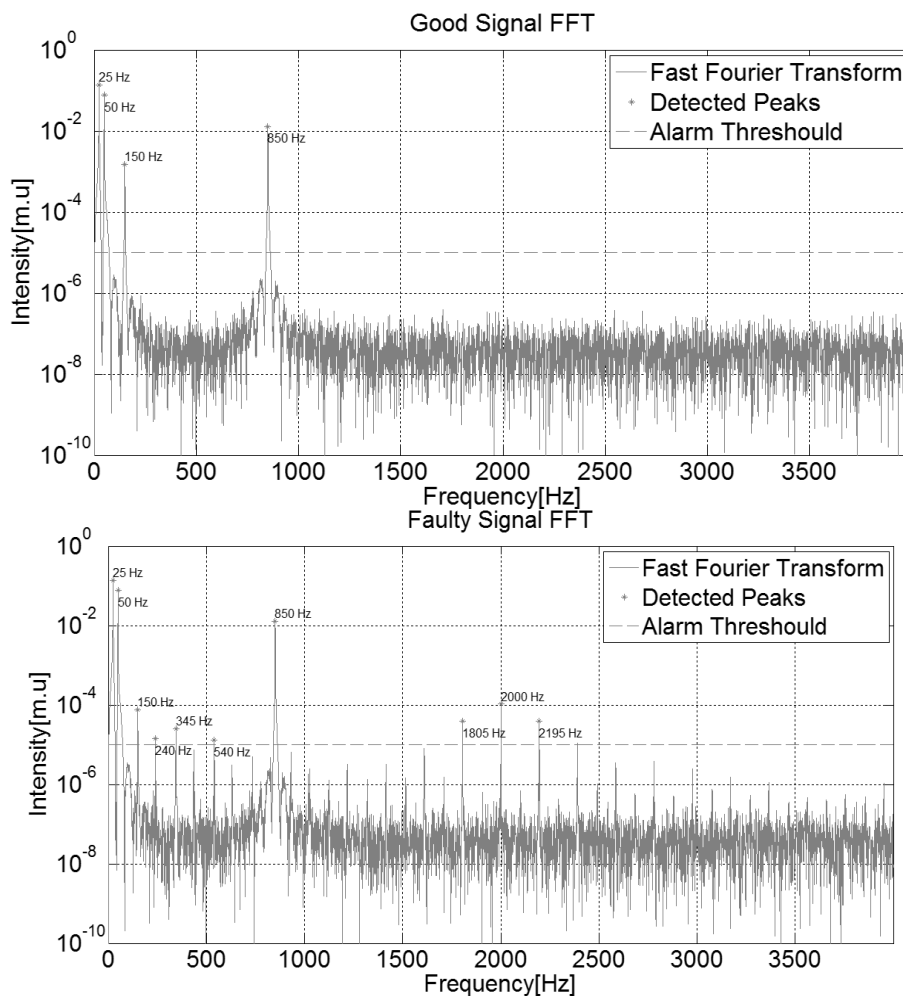 Good Signal FFT
10^0
10^-2
10^-4
10^-6
10^-8
10^-10
Intensity[m.u]
25 Hz
50 Hz
150 Hz
850 Hz
Fast Fourier Transform
Detected Peaks
Alarm Threshould
0 500 1000 1500 2000 2500 3000 3500
Frequency[Hz]
Faulty Signal FFT
10^0
10^-2
10^-4
10^-6
10^-8
10^-10
Intensity[m.u]
25 Hz
50 Hz
850 Hz
150 Hz
345 Hz
240 Hz
540 Hz
2000 Hz
1805 Hz
2195 Hz
Fast Fourier Transform
Detected Peaks
Alarm Threshould
0 500 1000 1500 2000 2500 3000 3500
Frequency[Hz]